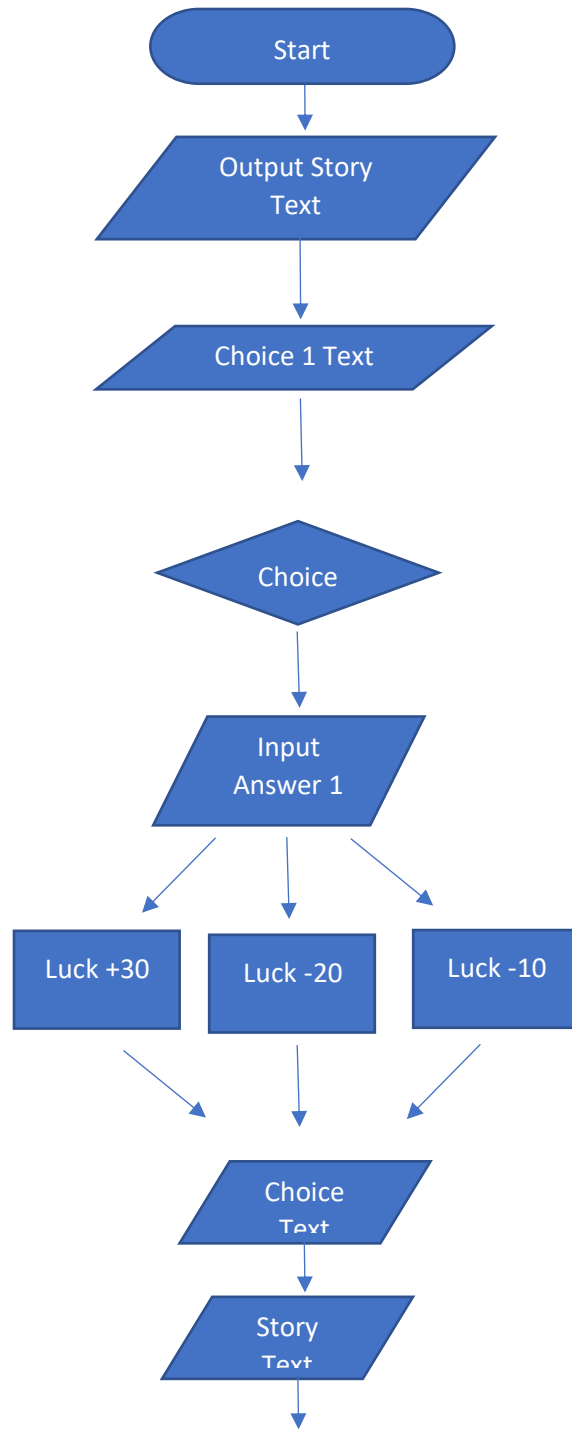 Start
Output Story
Text
Choice 1 Text
Choice
Input
Answer 1
Luck +30
Luck -20
Luck -10
Choice
Text
Story
Text